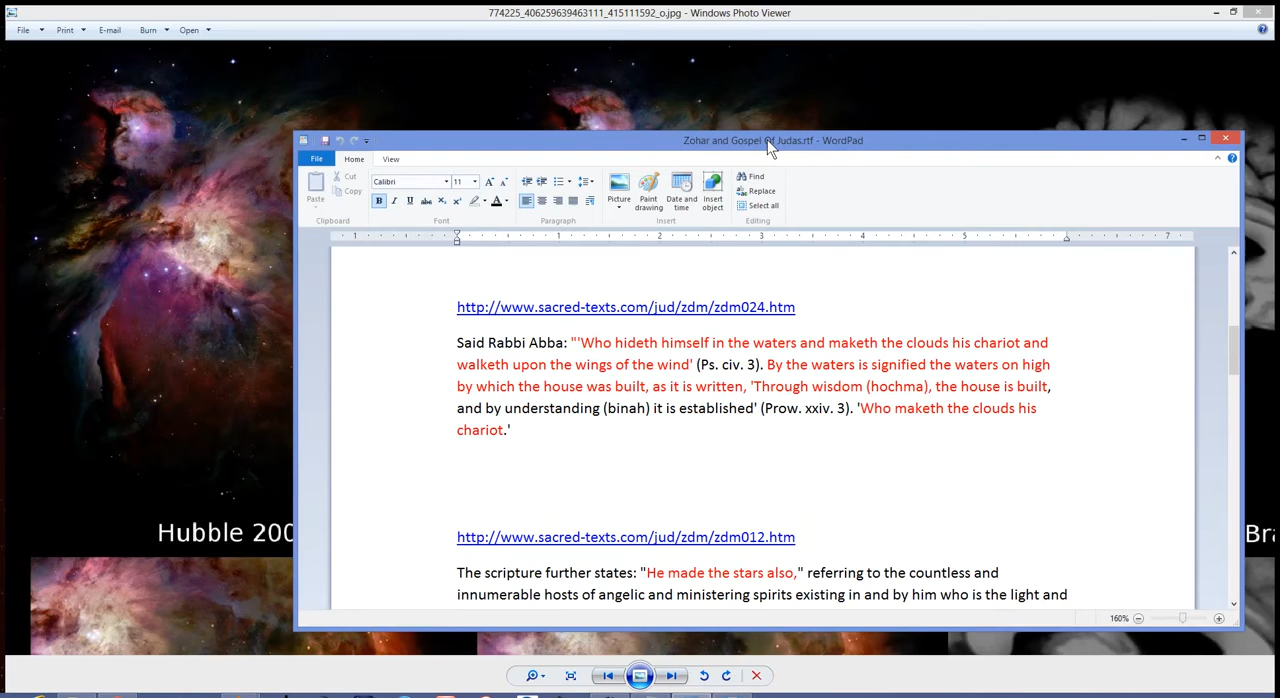 774225_406259639463111_415111592_o.jpg - Windows Photo Viewer
File Print E-mail Burn Open
Zohar and Gospel Of Judas.rtf - WordPad
File Home View
Cut
Copy
Paste
Clipboard
Calibri 11
Font
Paragraph
Picture
Paint drawing
Date and time
Insert object
Insert
Find
Replace
Select all
Editing
1 1 2 3 4 5 7
http://www.sacred-texts.com/jud/zdm/zdm024.htm
Said Rabbi Abba: "'Who hideth himself in the waters and maketh the clouds his chariot and
walketh upon the wings of the wind' (Ps. civ. 3). By the waters is signified the waters on high
by which the house was built, as it is written, 'Through wisdom (hochma), the house is built,
and by understanding (binah) it is established' (Prow. xxiv. 3). 'Who maketh the clouds his
chariot.'
http://www.sacred-texts.com/jud/zdm/zdm012.htm
The scripture further states: "He made the stars also," referring to the countless and
innumerable hosts of angelic and ministering spirits existing in and by him who is the light and
160%
Hubble 200
Bra